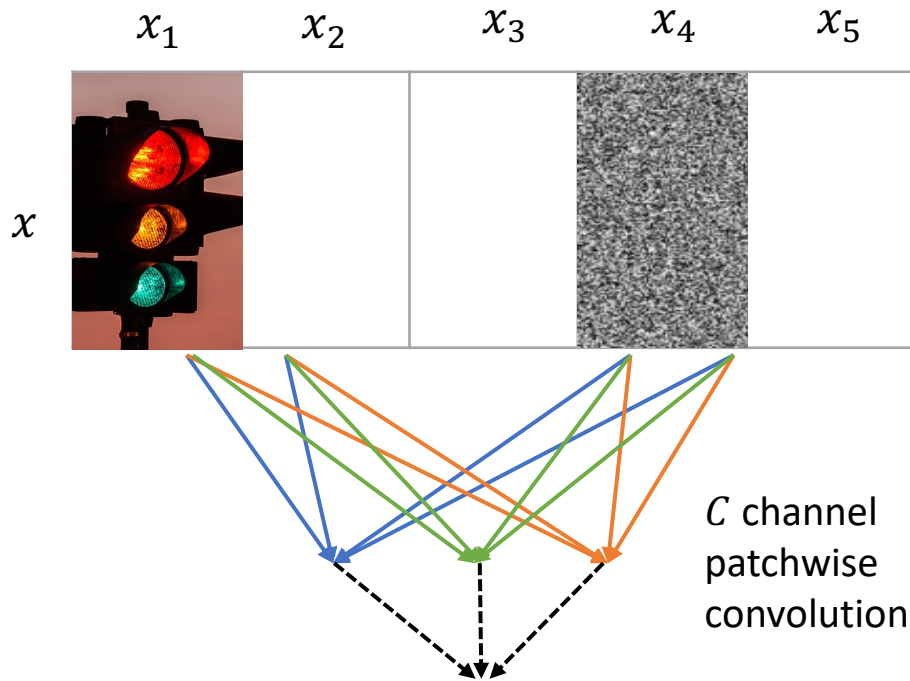 x₁ x₂ x₃ x₄ x₅
x
C channel
patchwise
convolution